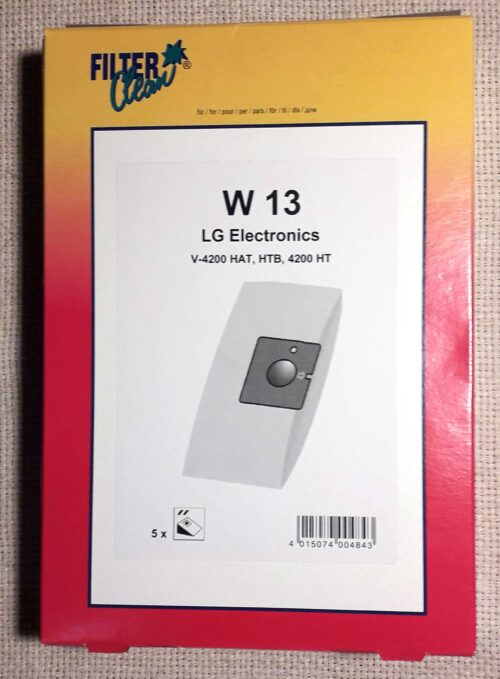 FILTER
Clean ®
für / for / pour / per / para / för / til / dla / для
W 13
LG Electronics
V-4200 HAT, HTB, 4200 HT
5 x
4 015074 004843